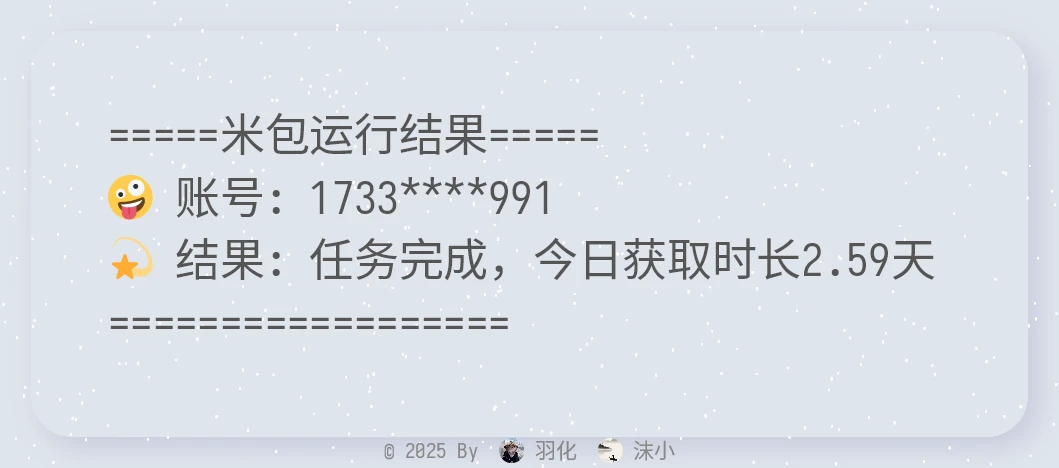 =====米包运行结果=====
🤪 账号：1733****991
💫 结果：任务完成，今日获取时长2.59天
==================
© 2025 By 羽化 沫小